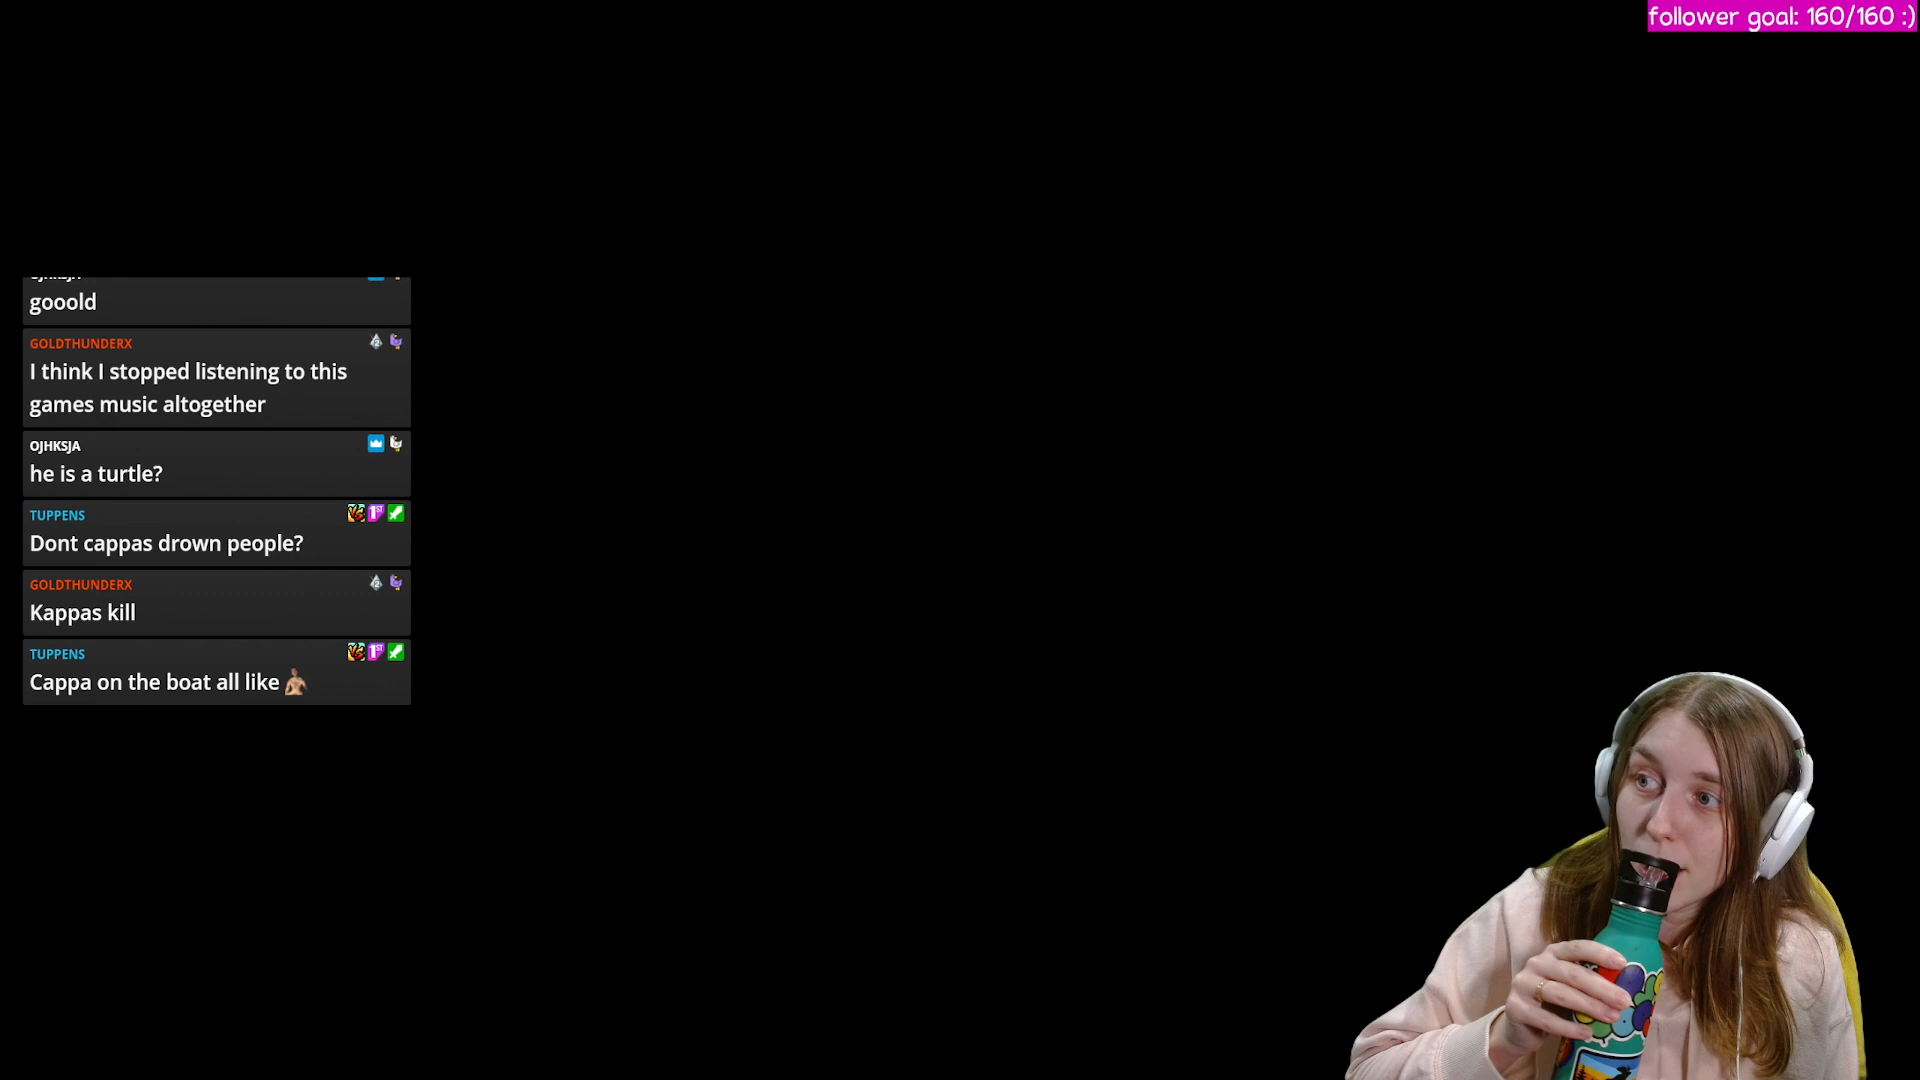 follower goal: 160/160 :)
gooold
GOLDTHUNDERX
I think I stopped listening to this
games music altogether
OJHKSJA
he is a turtle?
TUPPENS
Dont cappas drown people?
GOLDTHUNDERX
Kappas kill
TUPPENS
Cappa on the boat all like